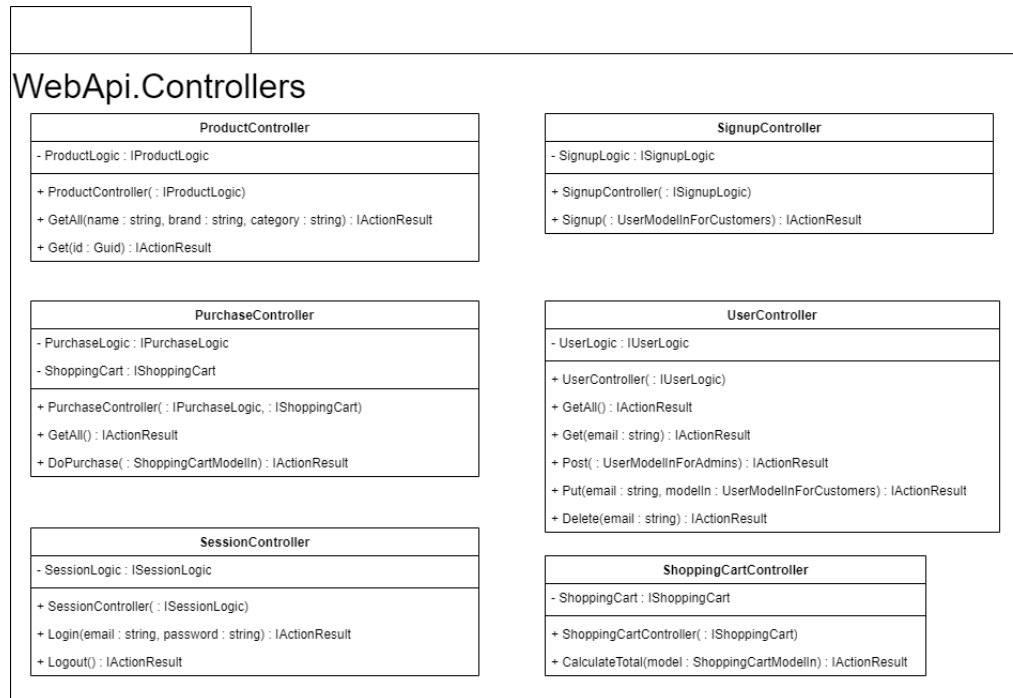 WebApi.Controllers
ProductController
- ProductLogic : IProductLogic
+ ProductController( : IProductLogic)
+ GetAll(name : string, brand : string, category : string) : IActionResult
+ Get(id : Guid) : IActionResult
SignupController
- SignupLogic : ISignupLogic
+ SignupController( : ISignupLogic)
+ Signup( : UserModelInForCustomers) : IActionResult
PurchaseController
- PurchaseLogic : IPurchaseLogic
- ShoppingCart : IShoppingCart
+ PurchaseController( : IPurchaseLogic, : IShoppingCart)
+ GetAll() : IActionResult
+ DoPurchase( : ShoppingCartModelIn) : IActionResult
UserController
- UserLogic : IUserLogic
+ UserController( : IUserLogic)
+ GetAll() : IActionResult
+ Get(email : string) : IActionResult
+ Post( : UserModelInForAdmins) : IActionResult
+ Put(email : string, modelIn : UserModelInForCustomers) : IActionResult
+ Delete(email : string) : IActionResult
SessionController
- SessionLogic : ISessionLogic
+ SessionController( : ISessionLogic)
+ Login(email : string, password : string) : IActionResult
+ Logout() : IActionResult
ShoppingCartController
- ShoppingCart : IShoppingCart
+ ShoppingCartController( : IShoppingCart)
+ CalculateTotal(model : ShoppingCartModelIn) : IActionResult